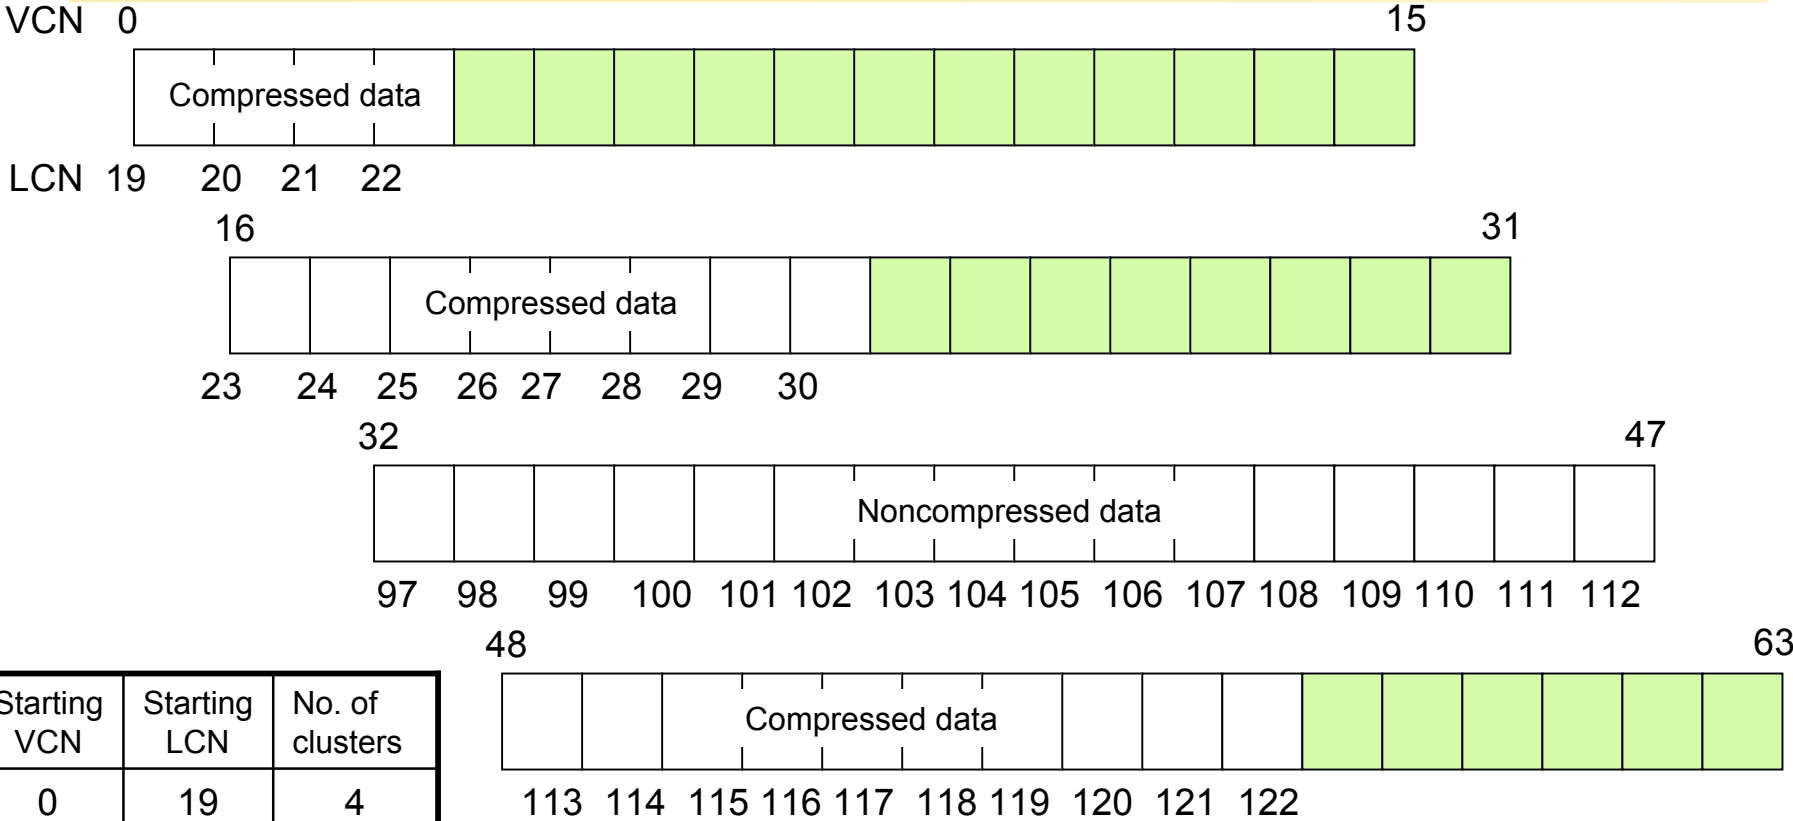 VCN 0 15
Compressed data
LCN 19 20 21 22
16 31
Compressed data
23 24 25 26 27 28 29 30
32 47
Noncompressed data
97 98 99 100 101 102 103 104 105 106 107 108 109 110 111 112
48 63
Compressed data
113 114 115 116 117 118 119 120 121 122
Starting VCN
Starting LCN
No. of clusters
0 19 4